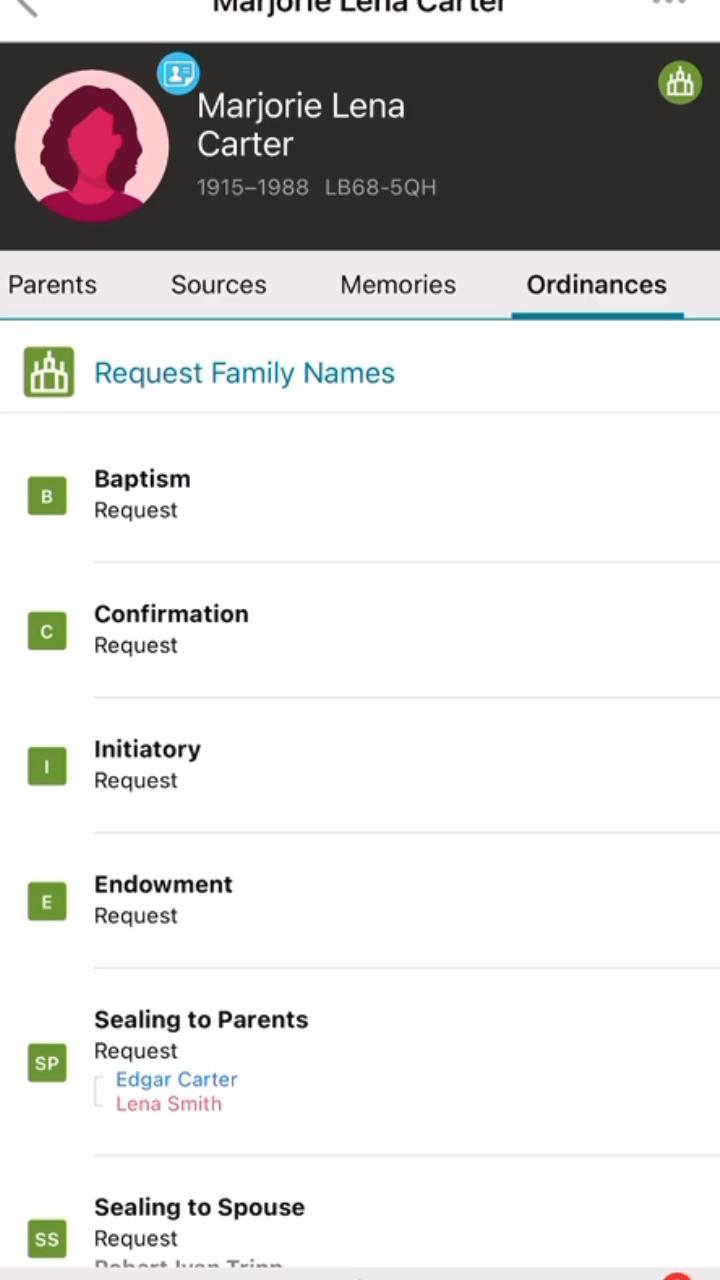 Marjorie Lena Carter
Marjorie Lena
Carter
1915–1988 LB68-5QH
Parents Sources Memories Ordinances
Request Family Names
B
Baptism
Request
C
Confirmation
Request
I
Initiatory
Request
E
Endowment
Request
SP
Sealing to Parents
Request
Edgar Carter
Lena Smith
SS
Sealing to Spouse
Request
Robert Ivan Tripp